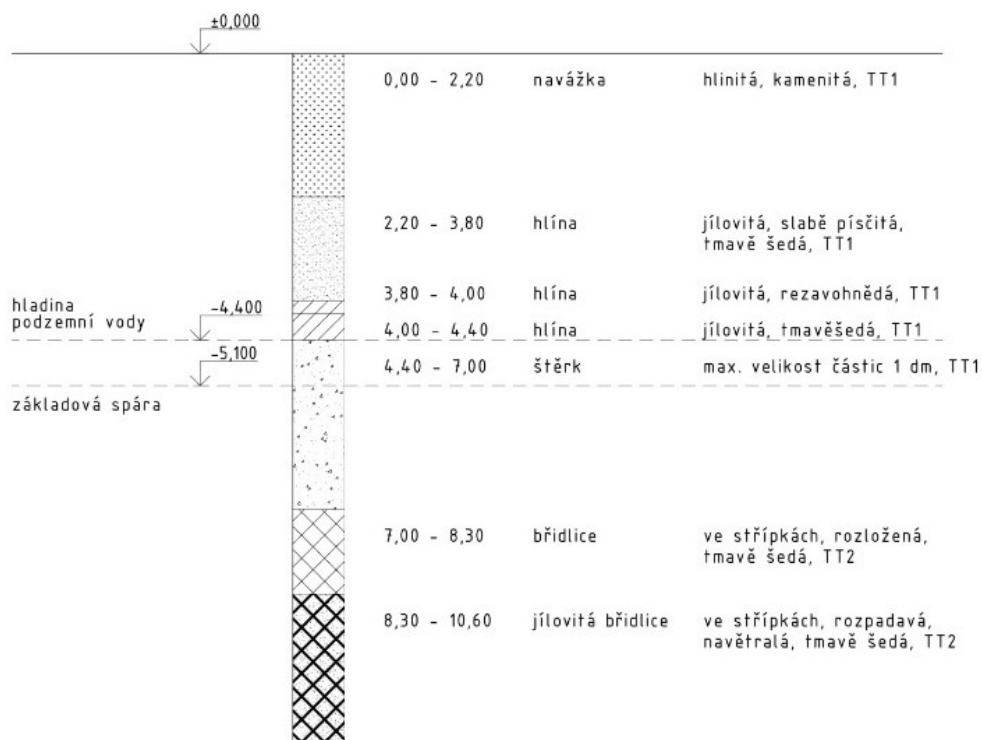 ±0,000
0,00 - 2,20 navážka hlinitá, kamenitá, TT1
2,20 - 3,80 hlína jílovitá, slabě písčitá,
tmavě šedá, TT1
3,80 - 4,00 hlína jílovitá, rezavohnědá, TT1
hladina
podzemní vody
-4,400
4,00 - 4,40 hlína jílovitá, tmavěšedá, TT1
-5,100
4,40 - 7,00 štěrk max. velikost částic 1 dm, TT1
základová spára
7,00 - 8,30 břidlice ve střípkách, rozložená,
tmavě šedá, TT2
8,30 - 10,60 jílovitá břidlice ve střípkách, rozpadavá,
navětralá, tmavě šedá, TT2